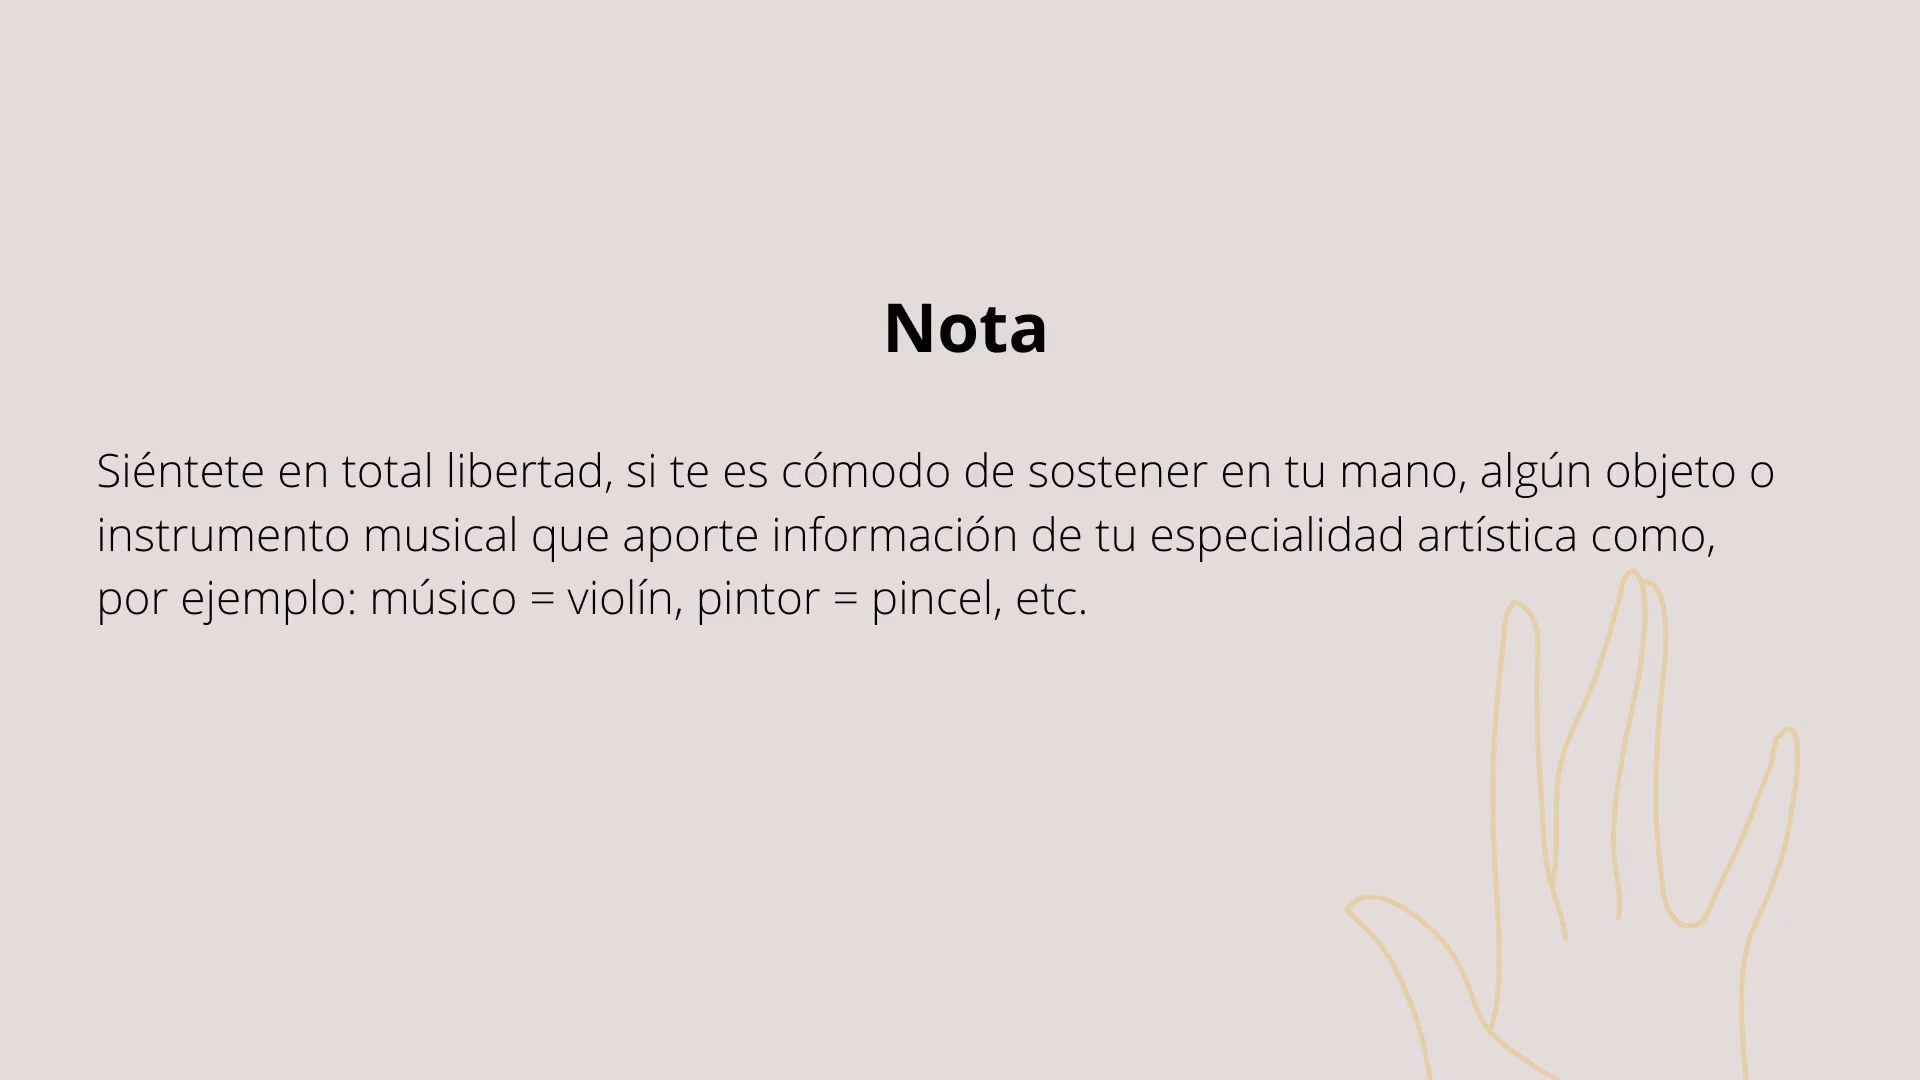 Nota
Siéntete en total libertad, si te es cómodo de sostener en tu mano, algún objeto o
instrumento musical que aporte información de tu especialidad artística como,
por ejemplo: músico = violín, pintor = pincel, etc.